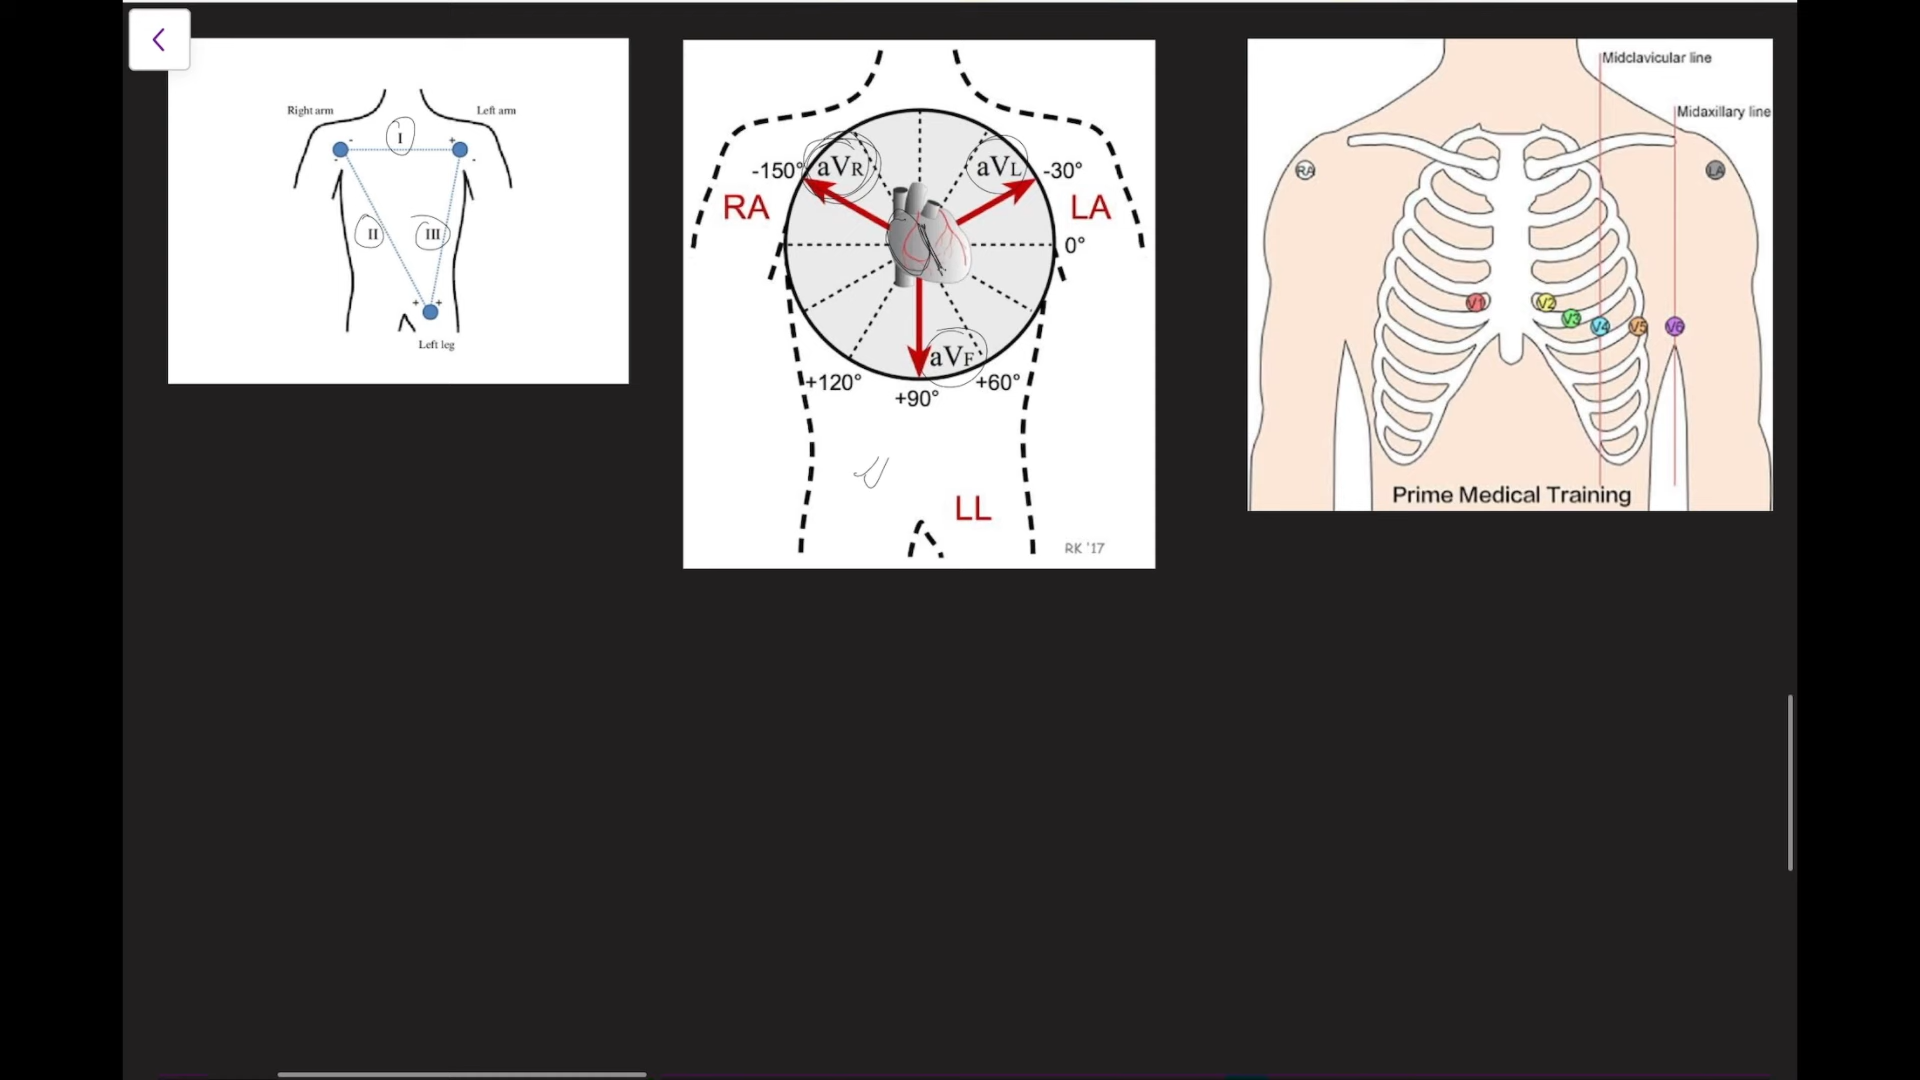 Right arm
Left arm
-
I
+
-
-
II
III
+
+
Left leg
aVR
aVL
-150°
-30°
RA
LA
0°
aVF
+120°
+60°
+90°
LL
RK '17
Midclavicular line
Midaxillary line
RA
LA
V1
V2
V3
V4
V5
V6
Prime Medical Training